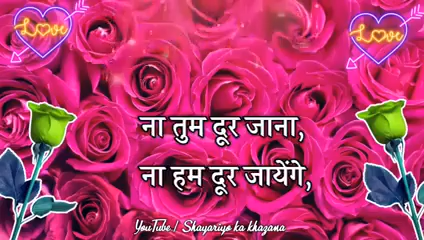 Love
Love
ना तुम दूर जाना,
ना हम दूर जायेंगे,
YouTube / Shayariyo ka khazana